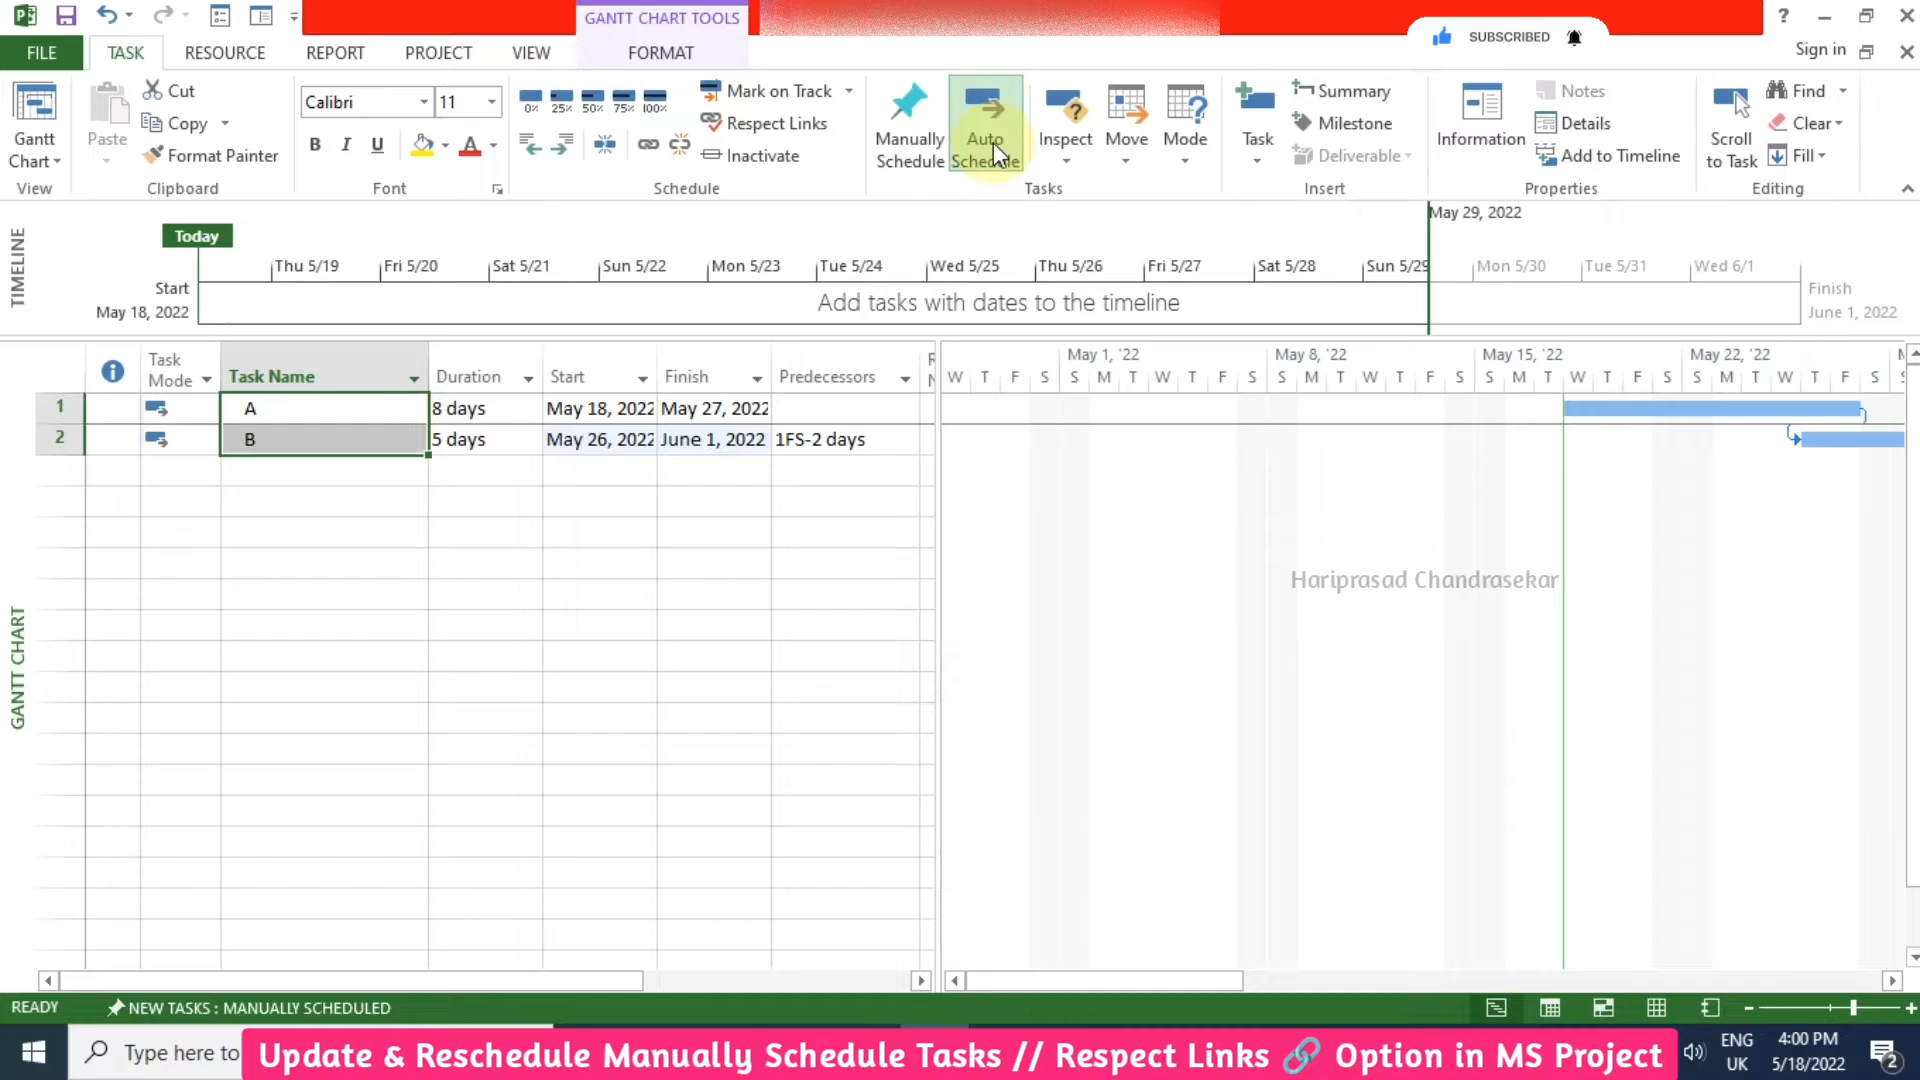 GANTT CHART TOOLS
SUBSCRIBED
?
FILE
TASK
RESOURCE
REPORT
PROJECT
VIEW
FORMAT
Sign in
Gantt
Chart
View
Paste
Cut
Copy
Format Painter
Clipboard
Calibri
11
B I U
A
Font
0% 25% 50% 75% 100%
Mark on Track
Respect Links
Inactivate
Schedule
Manually
Schedule
Auto
Schedule
Inspect
Move
Mode
Tasks
Task
Summary
Milestone
Deliverable
Insert
Information
Notes
Details
Add to Timeline
Properties
Scroll
to Task
Find
Clear
Fill
Editing
TIMELINE
May 29, 2022
Today
Thu 5/19 Fri 5/20 Sat 5/21 Sun 5/22 Mon 5/23 Tue 5/24 Wed 5/25 Thu 5/26 Fri 5/27 Sat 5/28 Sun 5/29 Mon 5/30 Tue 5/31 Wed 6/1
Start
May 18, 2022
Add tasks with dates to the timeline
Finish
June 1, 2022
GANTT CHART
Task
Mode
Task Name
Duration
Start
Finish
Predecessors
1 A 8 days May 18, 2022 May 27, 2022
2 B 5 days May 26, 2022 June 1, 2022 1FS-2 days
May 1, '22 May 8, '22 May 15, '22 May 22, '22
W T F S S M T W T F S S M T W T F S S M T W T F S S M T W T F S
Hariprasad Chandrasekar
READY
NEW TASKS : MANUALLY SCHEDULED
Type here to
Update & Reschedule Manually Schedule Tasks // Respect Links 🔗 Option in MS Project
ENG
UK
4:00 PM
5/18/2022
2